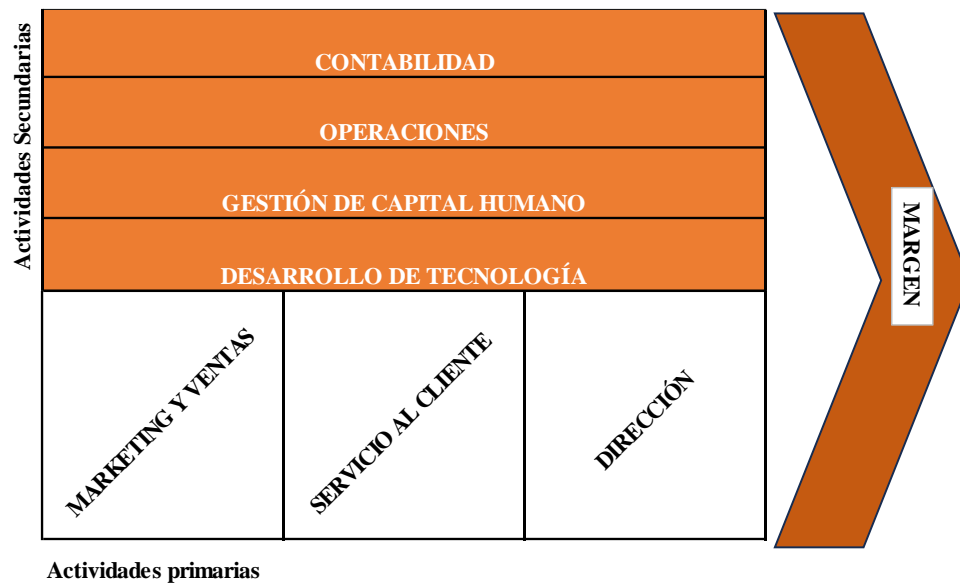 Actividades Secundarias
CONTABILIDAD
OPERACIONES
GESTIÓN DE CAPITAL HUMANO
DESARROLLO DE TECNOLOGÍA
MARKETING Y VENTAS
SERVICIO AL CLIENTE
DIRECCIÓN
MARGEN
Actividades primarias